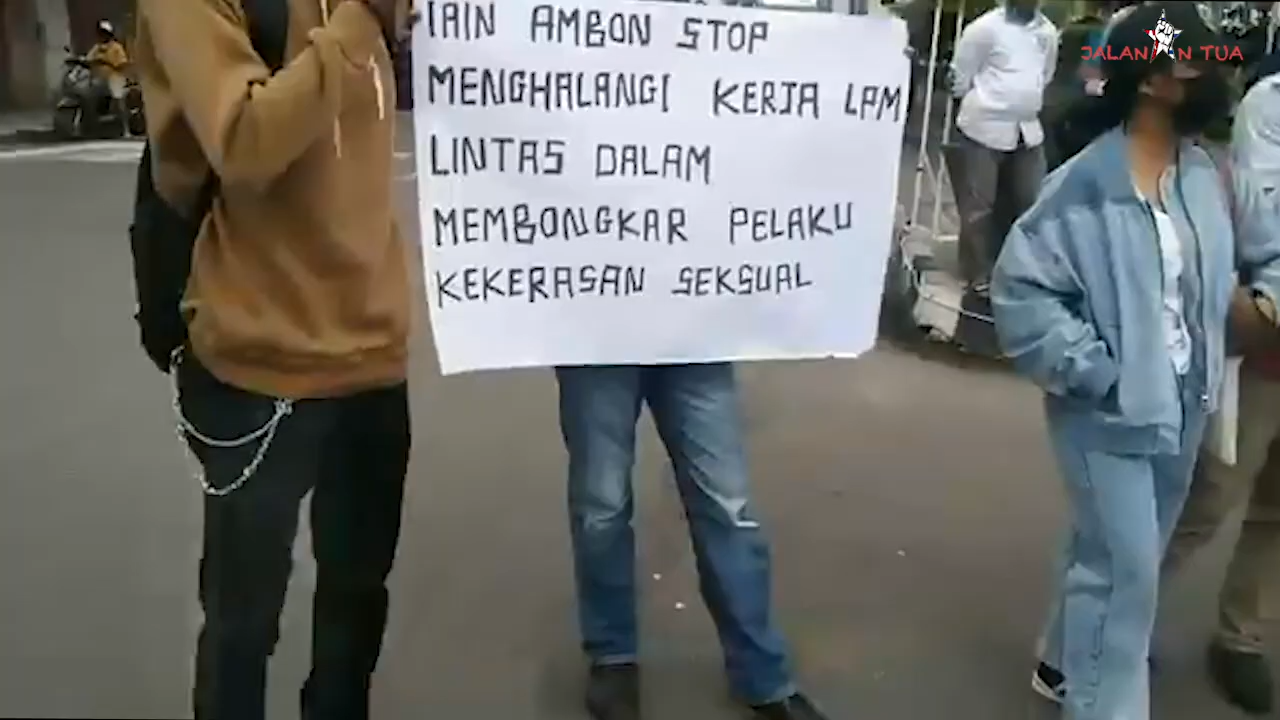 IAIN AMBON STOP
MENGHALANGI KERJA LPM
LINTAS DALAM
MEMBONGKAR PELAKU
KEKERASAN SEKSUAL
JALANAN TUA